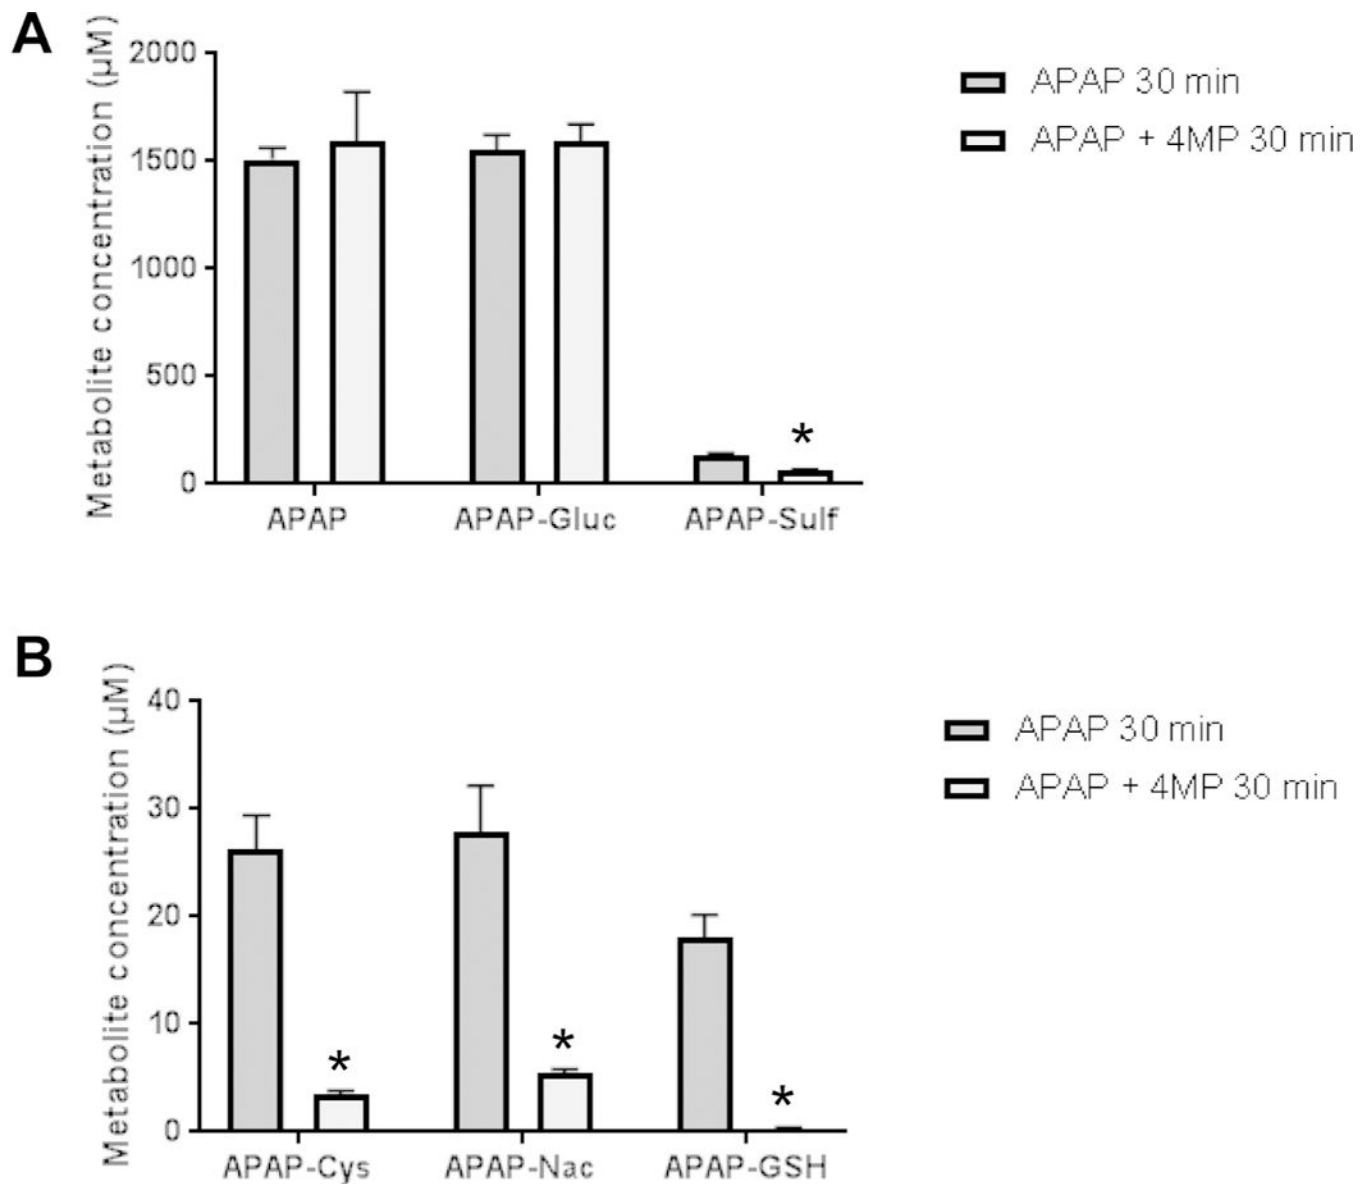 A
Metabolite concentration (µM)
2000
1500
1000
500
0
APAP
APAP-Gluc
APAP-Sulf
*
APAP 30 min
APAP + 4MP 30 min
B
Metabolite concentration (µM)
40
30
20
10
0
APAP-Cys
APAP-Nac
APAP-GSH
*
*
*
APAP 30 min
APAP + 4MP 30 min